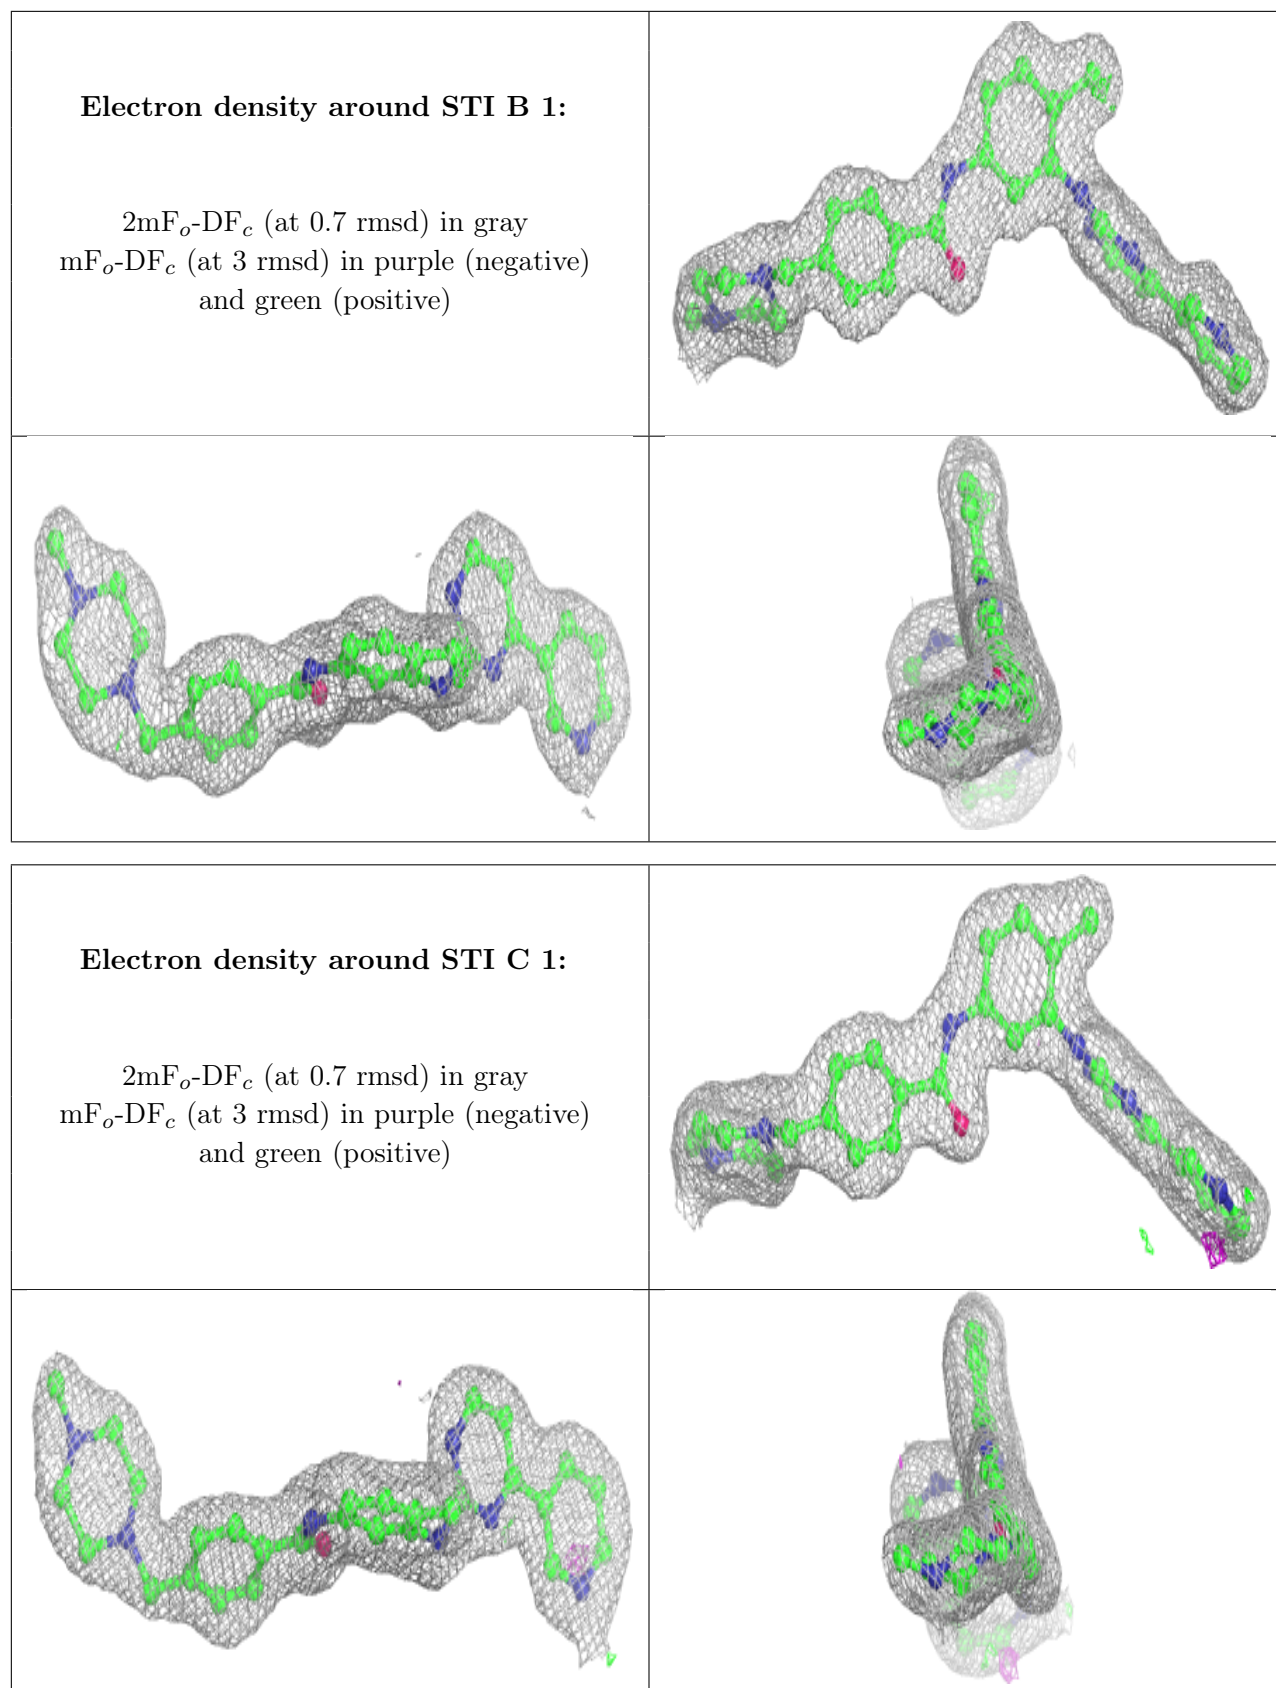 Electron density around STI B 1:
2mFo-DFc (at 0.7 rmsd) in gray
mFo-DFc (at 3 rmsd) in purple (negative)
and green (positive)
Electron density around STI C 1:
2mFo-DFc (at 0.7 rmsd) in gray
mFo-DFc (at 3 rmsd) in purple (negative)
and green (positive)